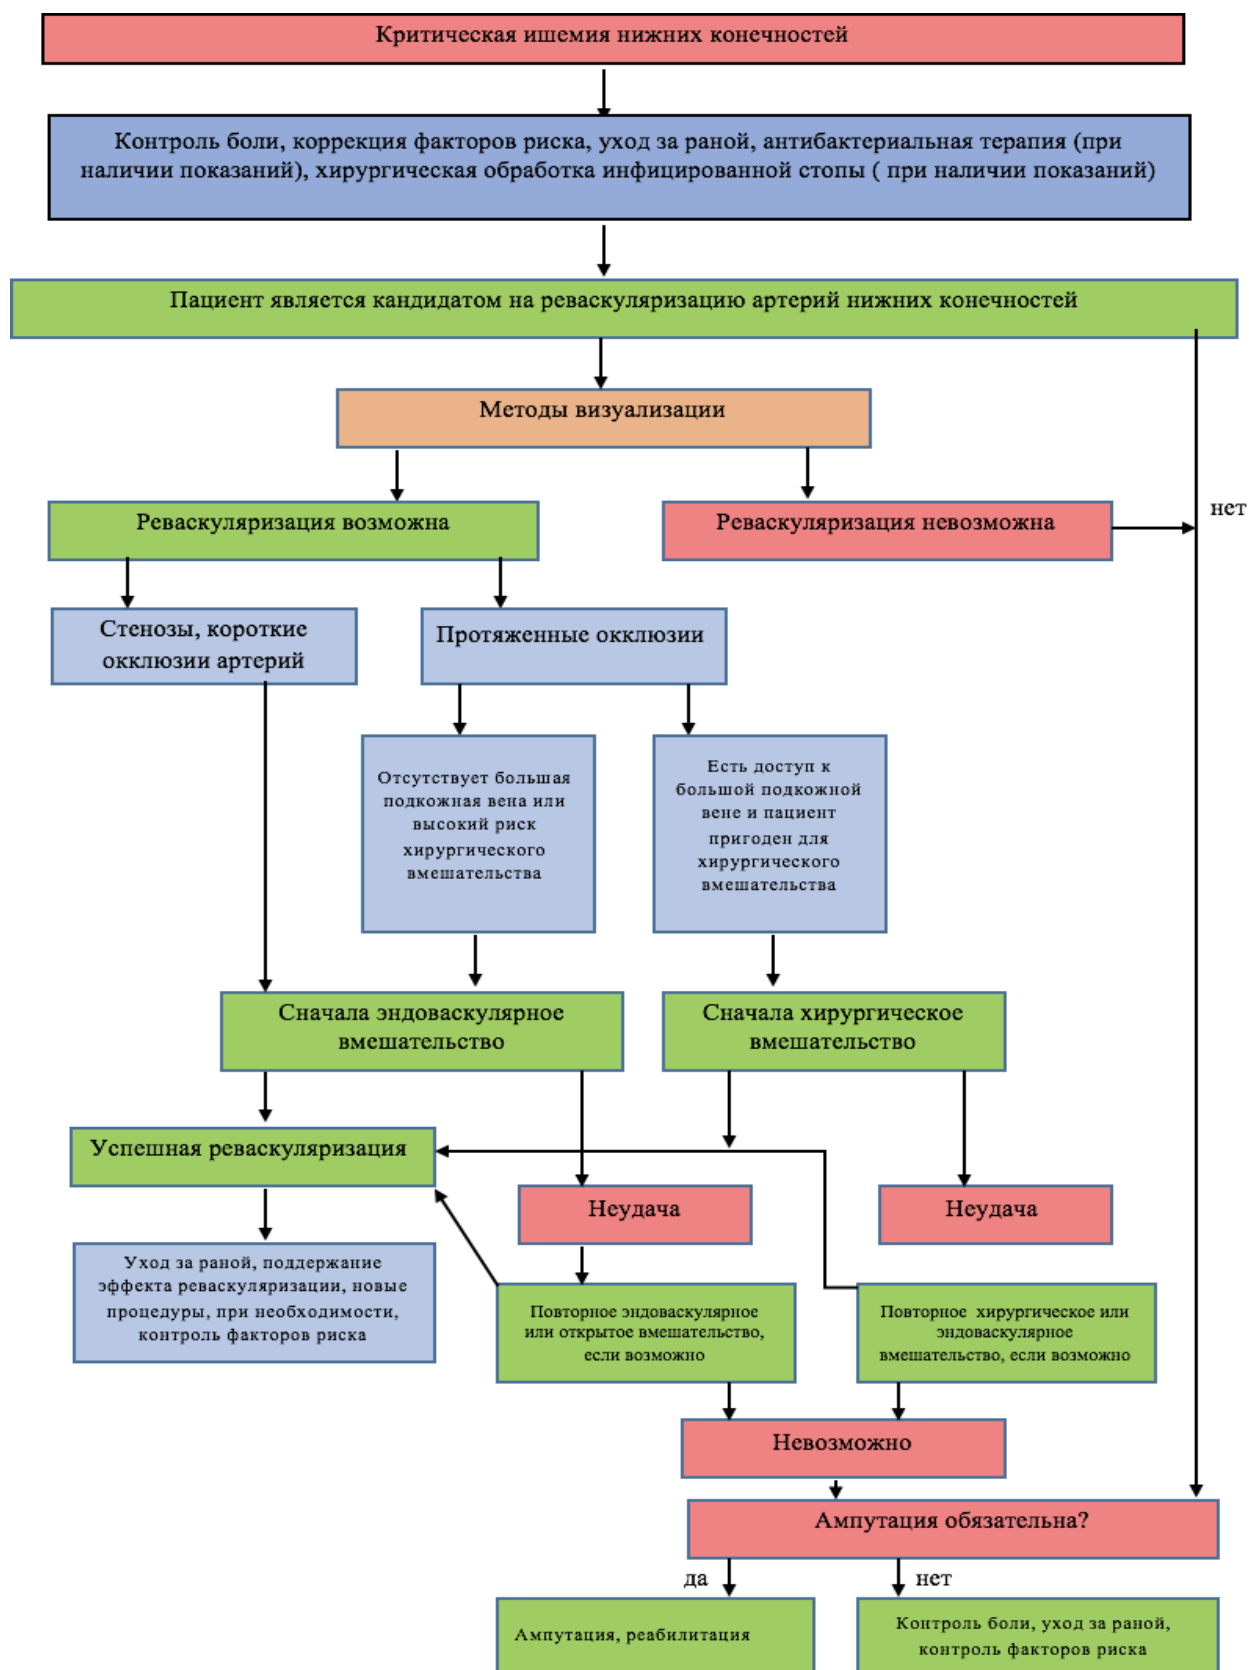 Критическая ишемия нижних конечностей
Контроль боли, коррекция факторов риска, уход за раной, антибактериальная терапия (при
наличии показаний), хирургическая обработка инфицированной стопы ( при наличии показаний)
Пациент является кандидатом на реваскуляризацию артерий нижних конечностей
Методы визуализации
нет
Реваскуляризация возможна
Реваскуляризация невозможна
Стенозы, короткие
окклюзии артерий
Протяженные окклюзии
Отсутствует большая
подкожная вена или
высокий риск
хирургического
вмешательства
Есть доступ к
большой подкожной
вене и пациент
пригоден для
хирургического
вмешательства
Сначала эндоваскулярное
вмешательство
Сначала хирургическое
вмешательство
Успешная реваскуляризация
Неудача
Неудача
Уход за раной, поддержание
эффекта реваскуляризации, новые
процедуры, при необходимости,
контроль факторов риска
Повторное эндоваскулярное
или открытое вмешательство,
если возможно
Повторное  хирургическое или
эндоваскулярное
вмешательство, если возможно
Невозможно
Ампутация обязательна?
да
нет
Ампутация, реабилитация
Контроль боли, уход за раной,
контроль факторов риска